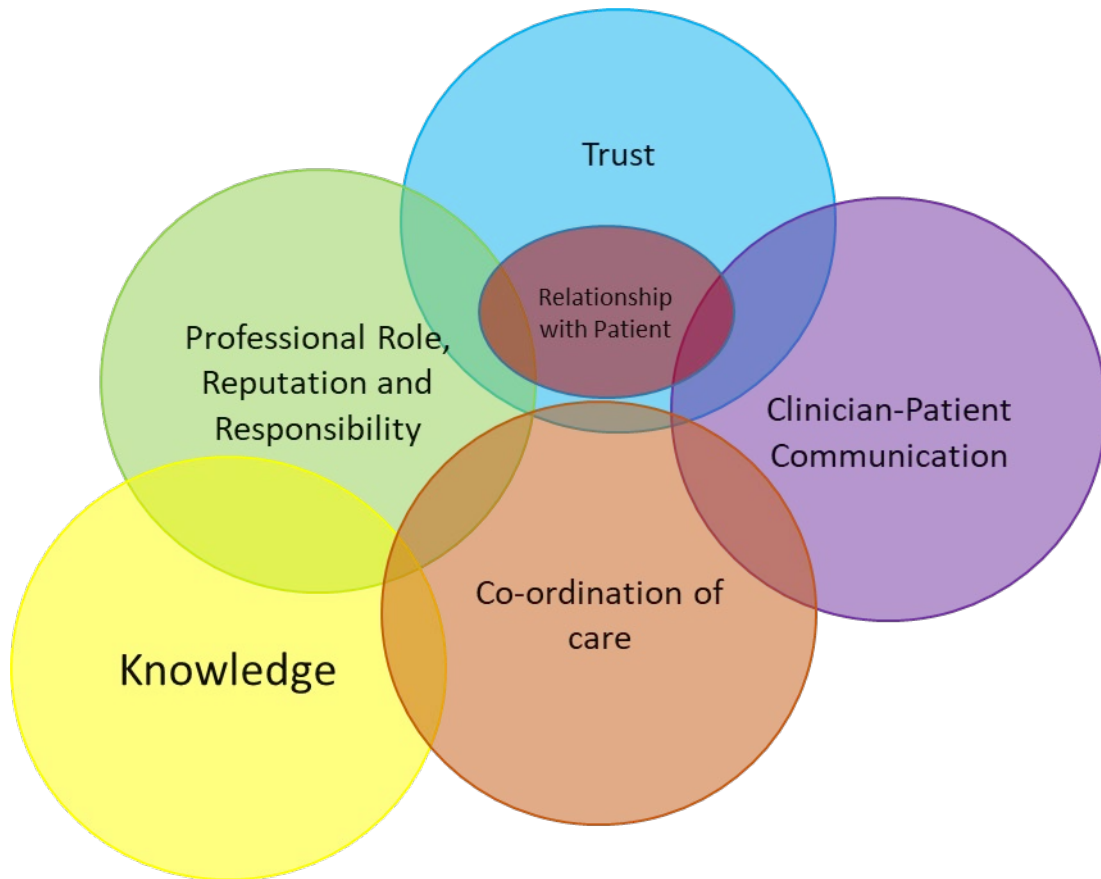 Trust
Relationship
with Patient
Professional Role,
Reputation and
Responsibility
Clinician-Patient
Communication
Co-ordination of
care
Knowledge